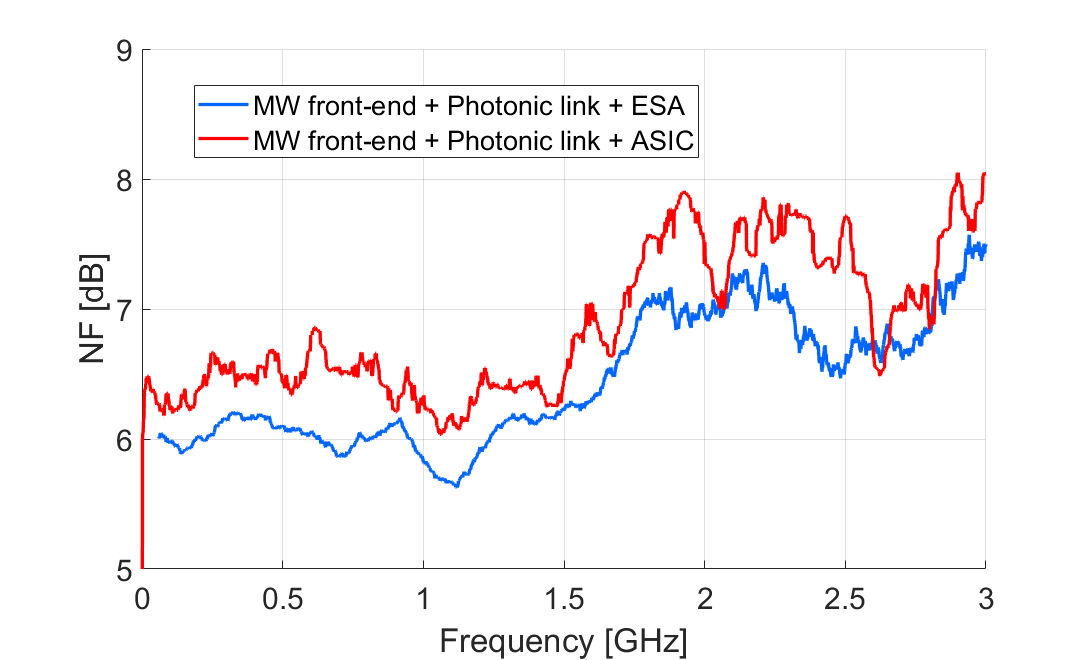 9
MW front-end + Photonic link + ESA
MW front-end + Photonic link + ASIC
8
7
6
5
NF [dB]
0 0.5 1 1.5 2 2.5 3
Frequency [GHz]